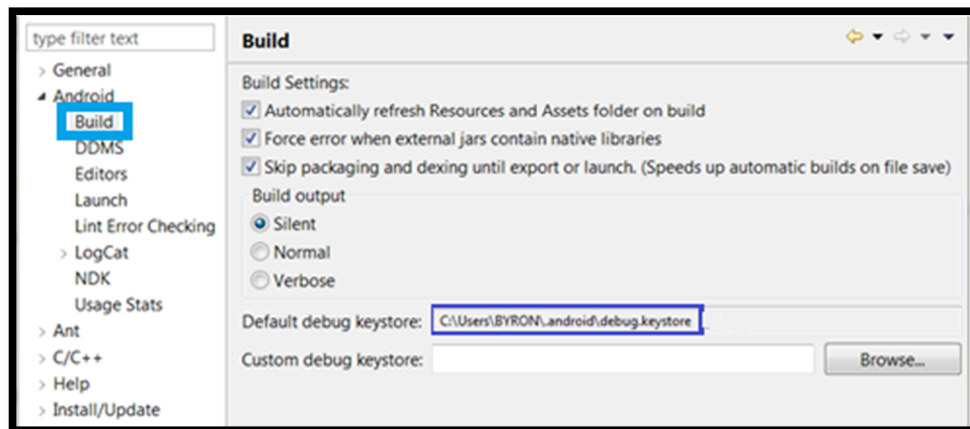 type filter text
General
Android
Build
DDMS
Editors
Launch
Lint Error Checking
LogCat
NDK
Usage Stats
Ant
C/C++
Help
Install/Update
Build
Build Settings:
Automatically refresh Resources and Assets folder on build
Force error when external jars contain native libraries
Skip packaging and dexing until export or launch. (Speeds up automatic builds on file save)
Build output
Silent
Normal
Verbose
Default debug keystore: C:\Users\BYRON\.android\debug.keystore
Custom debug keystore: Browse...